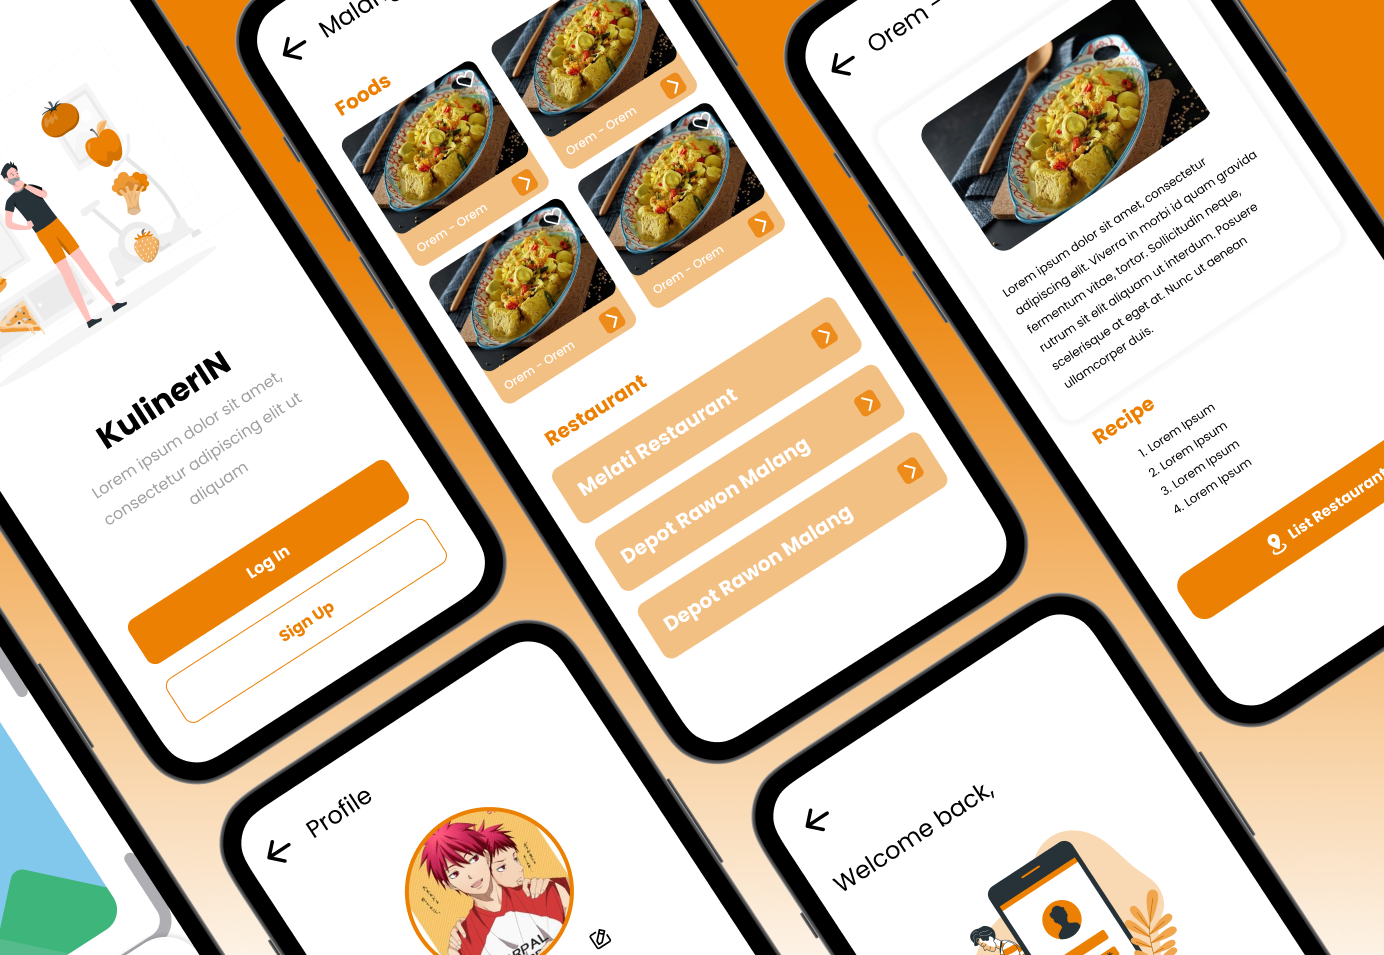 KulinerIN
Lorem ipsum dolor sit amet,
consectetur adipiscing elit ut
aliquam
Log In
Sign Up
Foods
Orem - Orem
Orem - Orem
Orem - Orem
Orem - Orem
Restaurant
Melati Restaurant
Depot Rawon Malang
Depot Rawon Malang
Orem -
Lorem ipsum dolor sit amet, consectetur
adipiscing elit. Viverra in morbi id quam gravida
fermentum vitae, tortor. Sollicitudin neque,
rutrum sit elit aliquam ut interdum. Posuere
scelerisque at eget at. Nunc ut aenean
ullamcorper duis.
Recipe
1. Lorem Ipsum
2. Lorem Ipsum
3. Lorem Ipsum
4. Lorem Ipsum
List Restaurant
Profile
Welcome back,